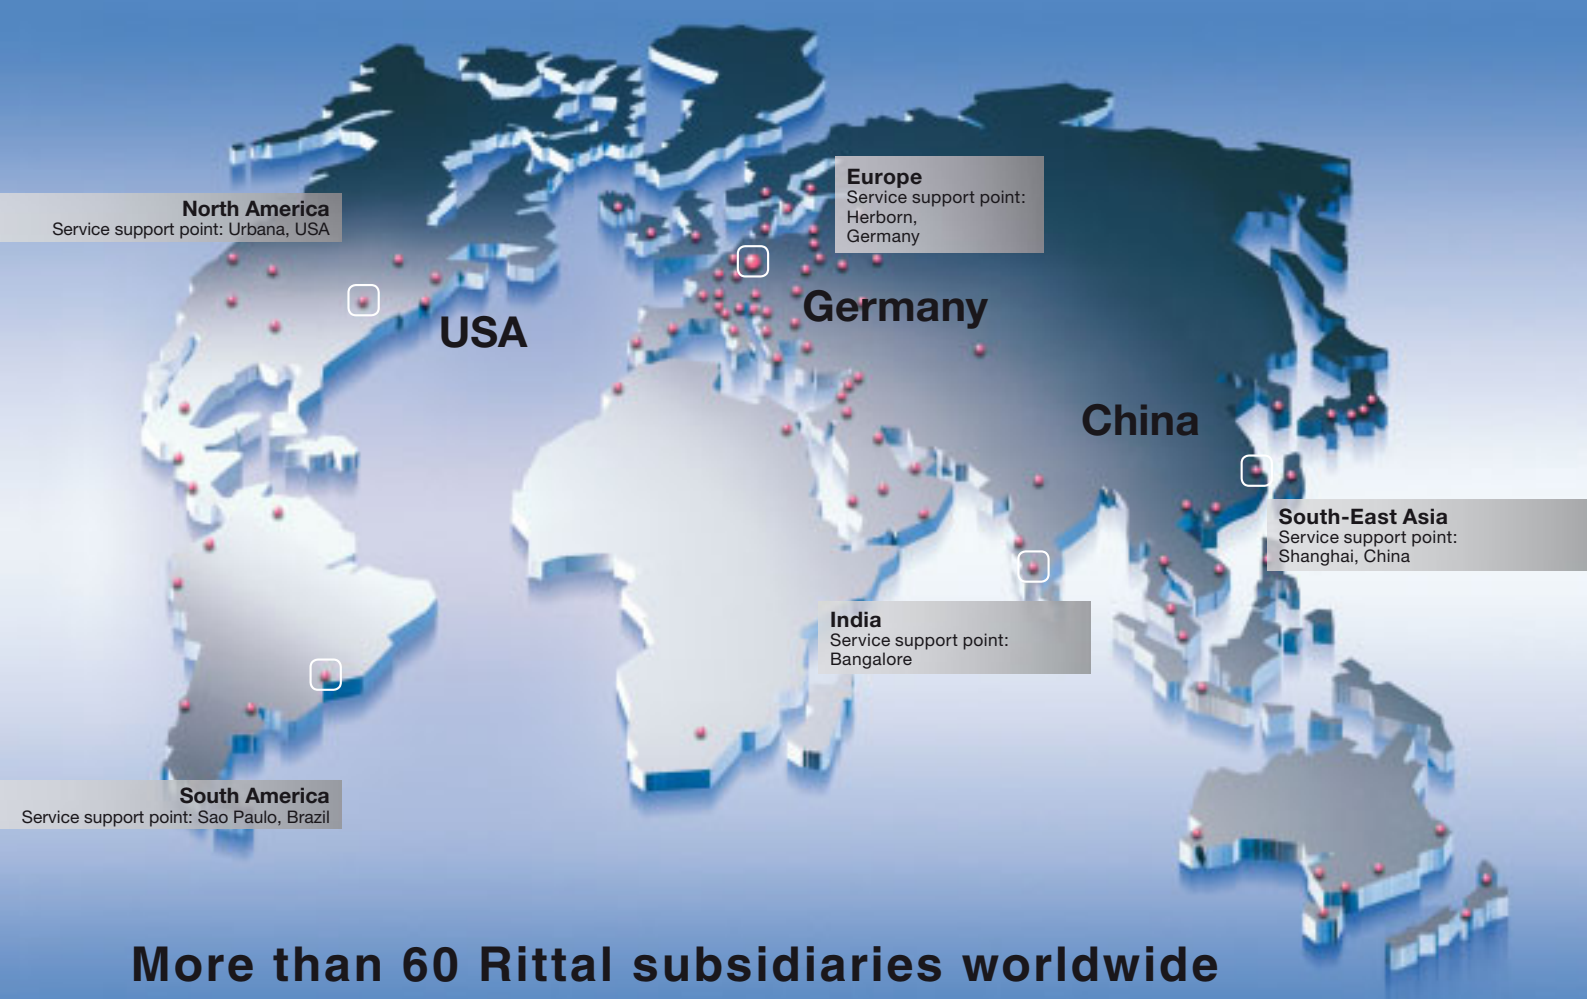 Europe
Service support point:
Herborn,
Germany
North America
Service support point: Urbana, USA
Germany
USA
China
South-East Asia
Service support point:
Shanghai, China
India
Service support point:
Bangalore
South America
Service support point: Sao Paulo, Brazil
More than 60 Rittal subsidiaries worldwide